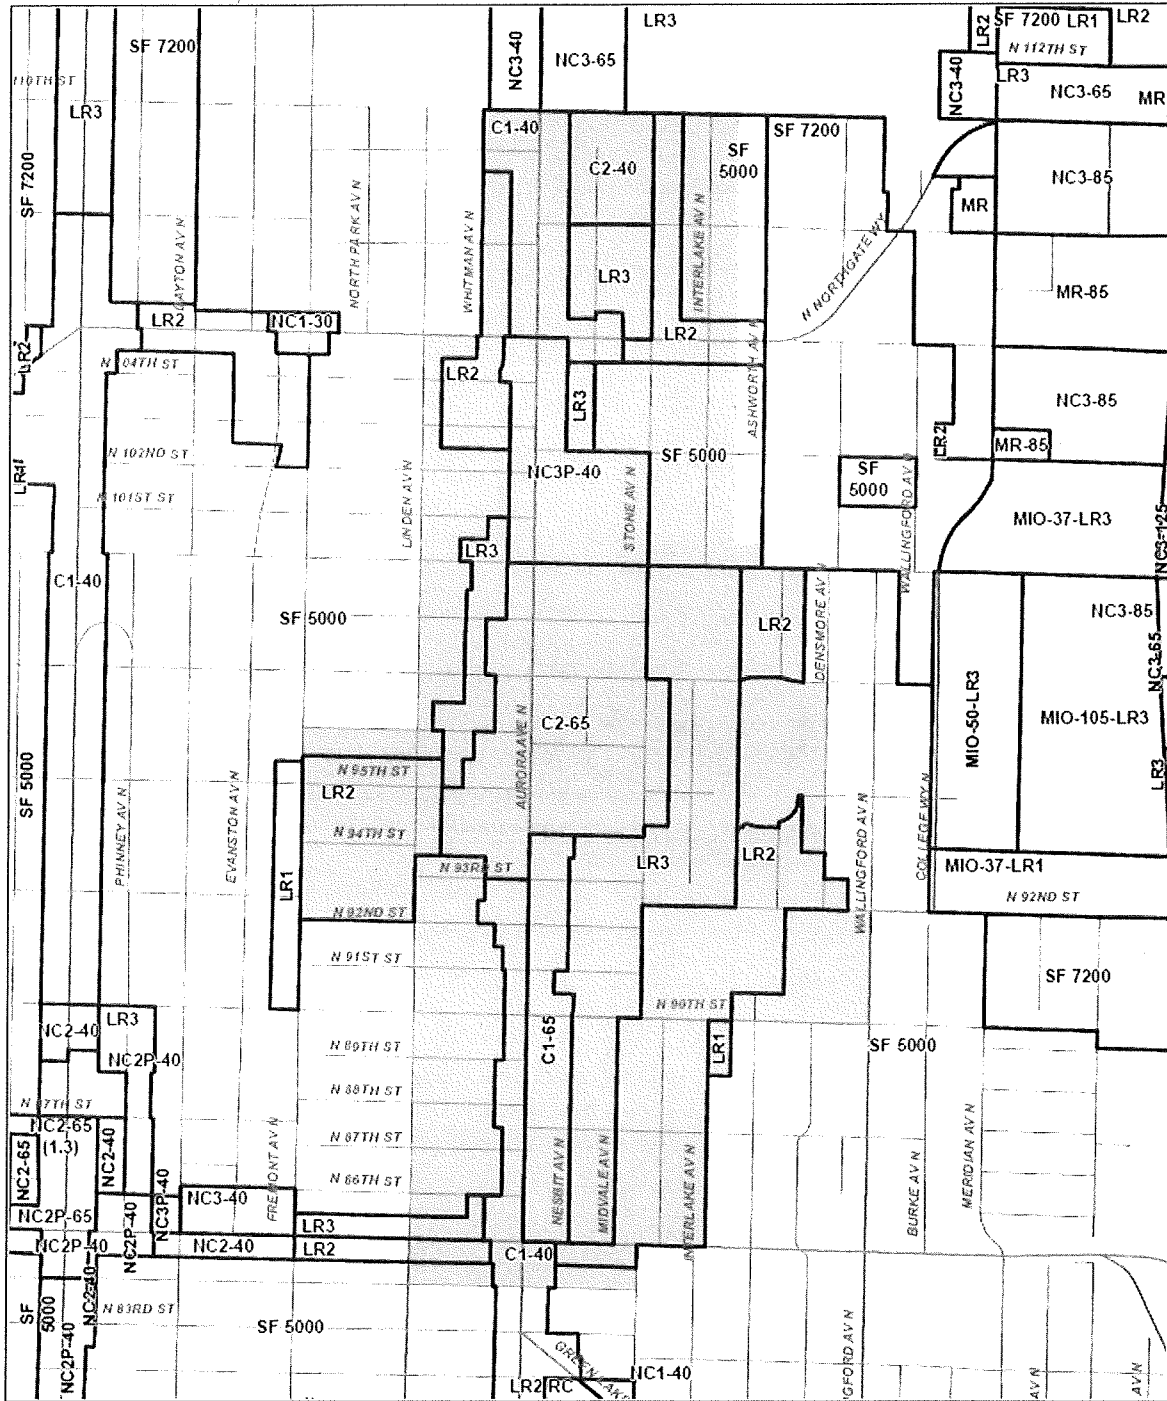 LR3
LR2
SF 7200
LR1
LR2
N 112TH ST
SF 7200
NC3-40
NC3-65
NC3-40
LR3
NC3-65
MR
110TH ST
LR3
SF 7200
C1-40
C2-40
SF
5000
SF 7200
NC3-85
MR
DAYTON AV N
NORTH PARK AV N
WHITMAN AV N
INTERLAKE AV N
N NORTHGATE WY
LR3
MR-85
LR2
NC1-30
LR2
LR2
N 104TH ST
LR2
LR3
ASHWORTH AV N
NC3-85
LR2
MR-85
N 102ND ST
NC3P-40
SF 5000
SF
5000
N 101ST ST
LINDEN AV N
STONE AV N
WALLINGFORD AV N
MIO-37-LR3
NC3-125
LR3
C1-40
SF 5000
LR2
DENSMORE AV N
NC3-85
NC3-65
MIO-50-LR3
MIO-105-LR3
LR3
C2-65
AURORA AVE N
SF 5000
N 95TH ST
LR2
PHINNEY AV N
EVANSTON AV N
N 94TH ST
LR1
N 93RD ST
LR3
LR2
WALLINGFORD AV N
COLLEGE WY N
MIO-37-LR1
N 92ND ST
N 92ND ST
N 91ST ST
SF 7200
N 90TH ST
LR3
NC2-40
NC2P-40
N 89TH ST
C1-65
LR1
SF 5000
N 88TH ST
N 87TH ST
NC2-65
(1.3)
NC2-65
NC2-40
N 87TH ST
N 86TH ST
FREMONT AV N
NESBIT AV N
MIDVALE AV N
INTERLAKE AV N
BURKE AV N
MERIDIAN AV N
NC3-40
NC2P-65
NC2P-40
NC3P-40
LR3
NC2P-40
NC2-40
LR2
C1-40
SF
5000
NC2-40
N 83RD ST
NC2P-40
SF 5000
GREEN LAKE
NC1-40
LR2 RC
NGFORD AV N
AV N
AV N